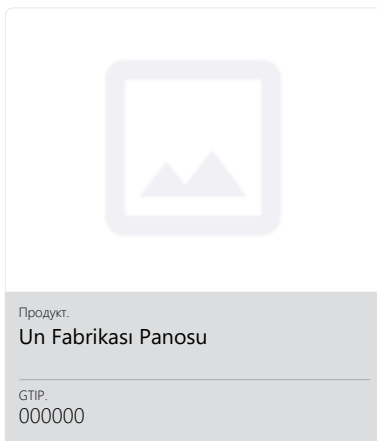 Продукт.
Un Fabrikası Panosu
GTIP.
000000